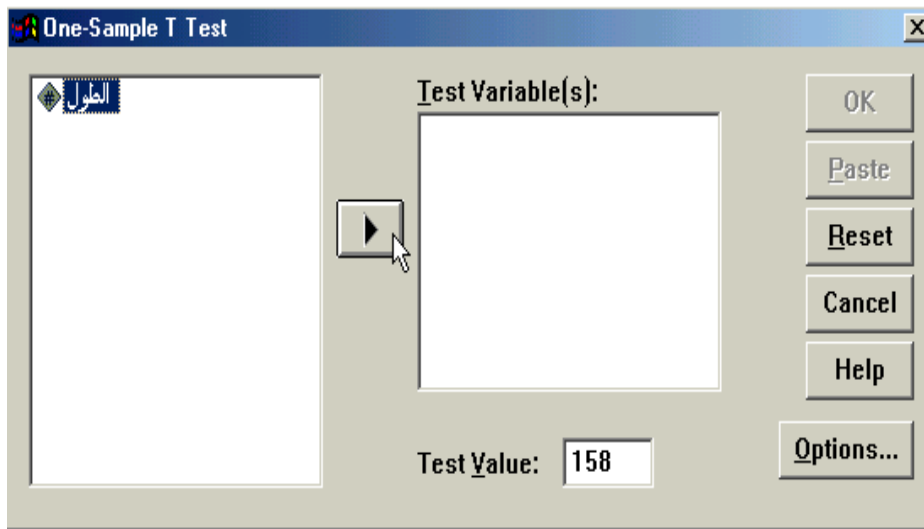 One-Sample T Test
الطول
Test Variable(s):
OK
Paste
Reset
Cancel
Help
Options...
Test Value: 158